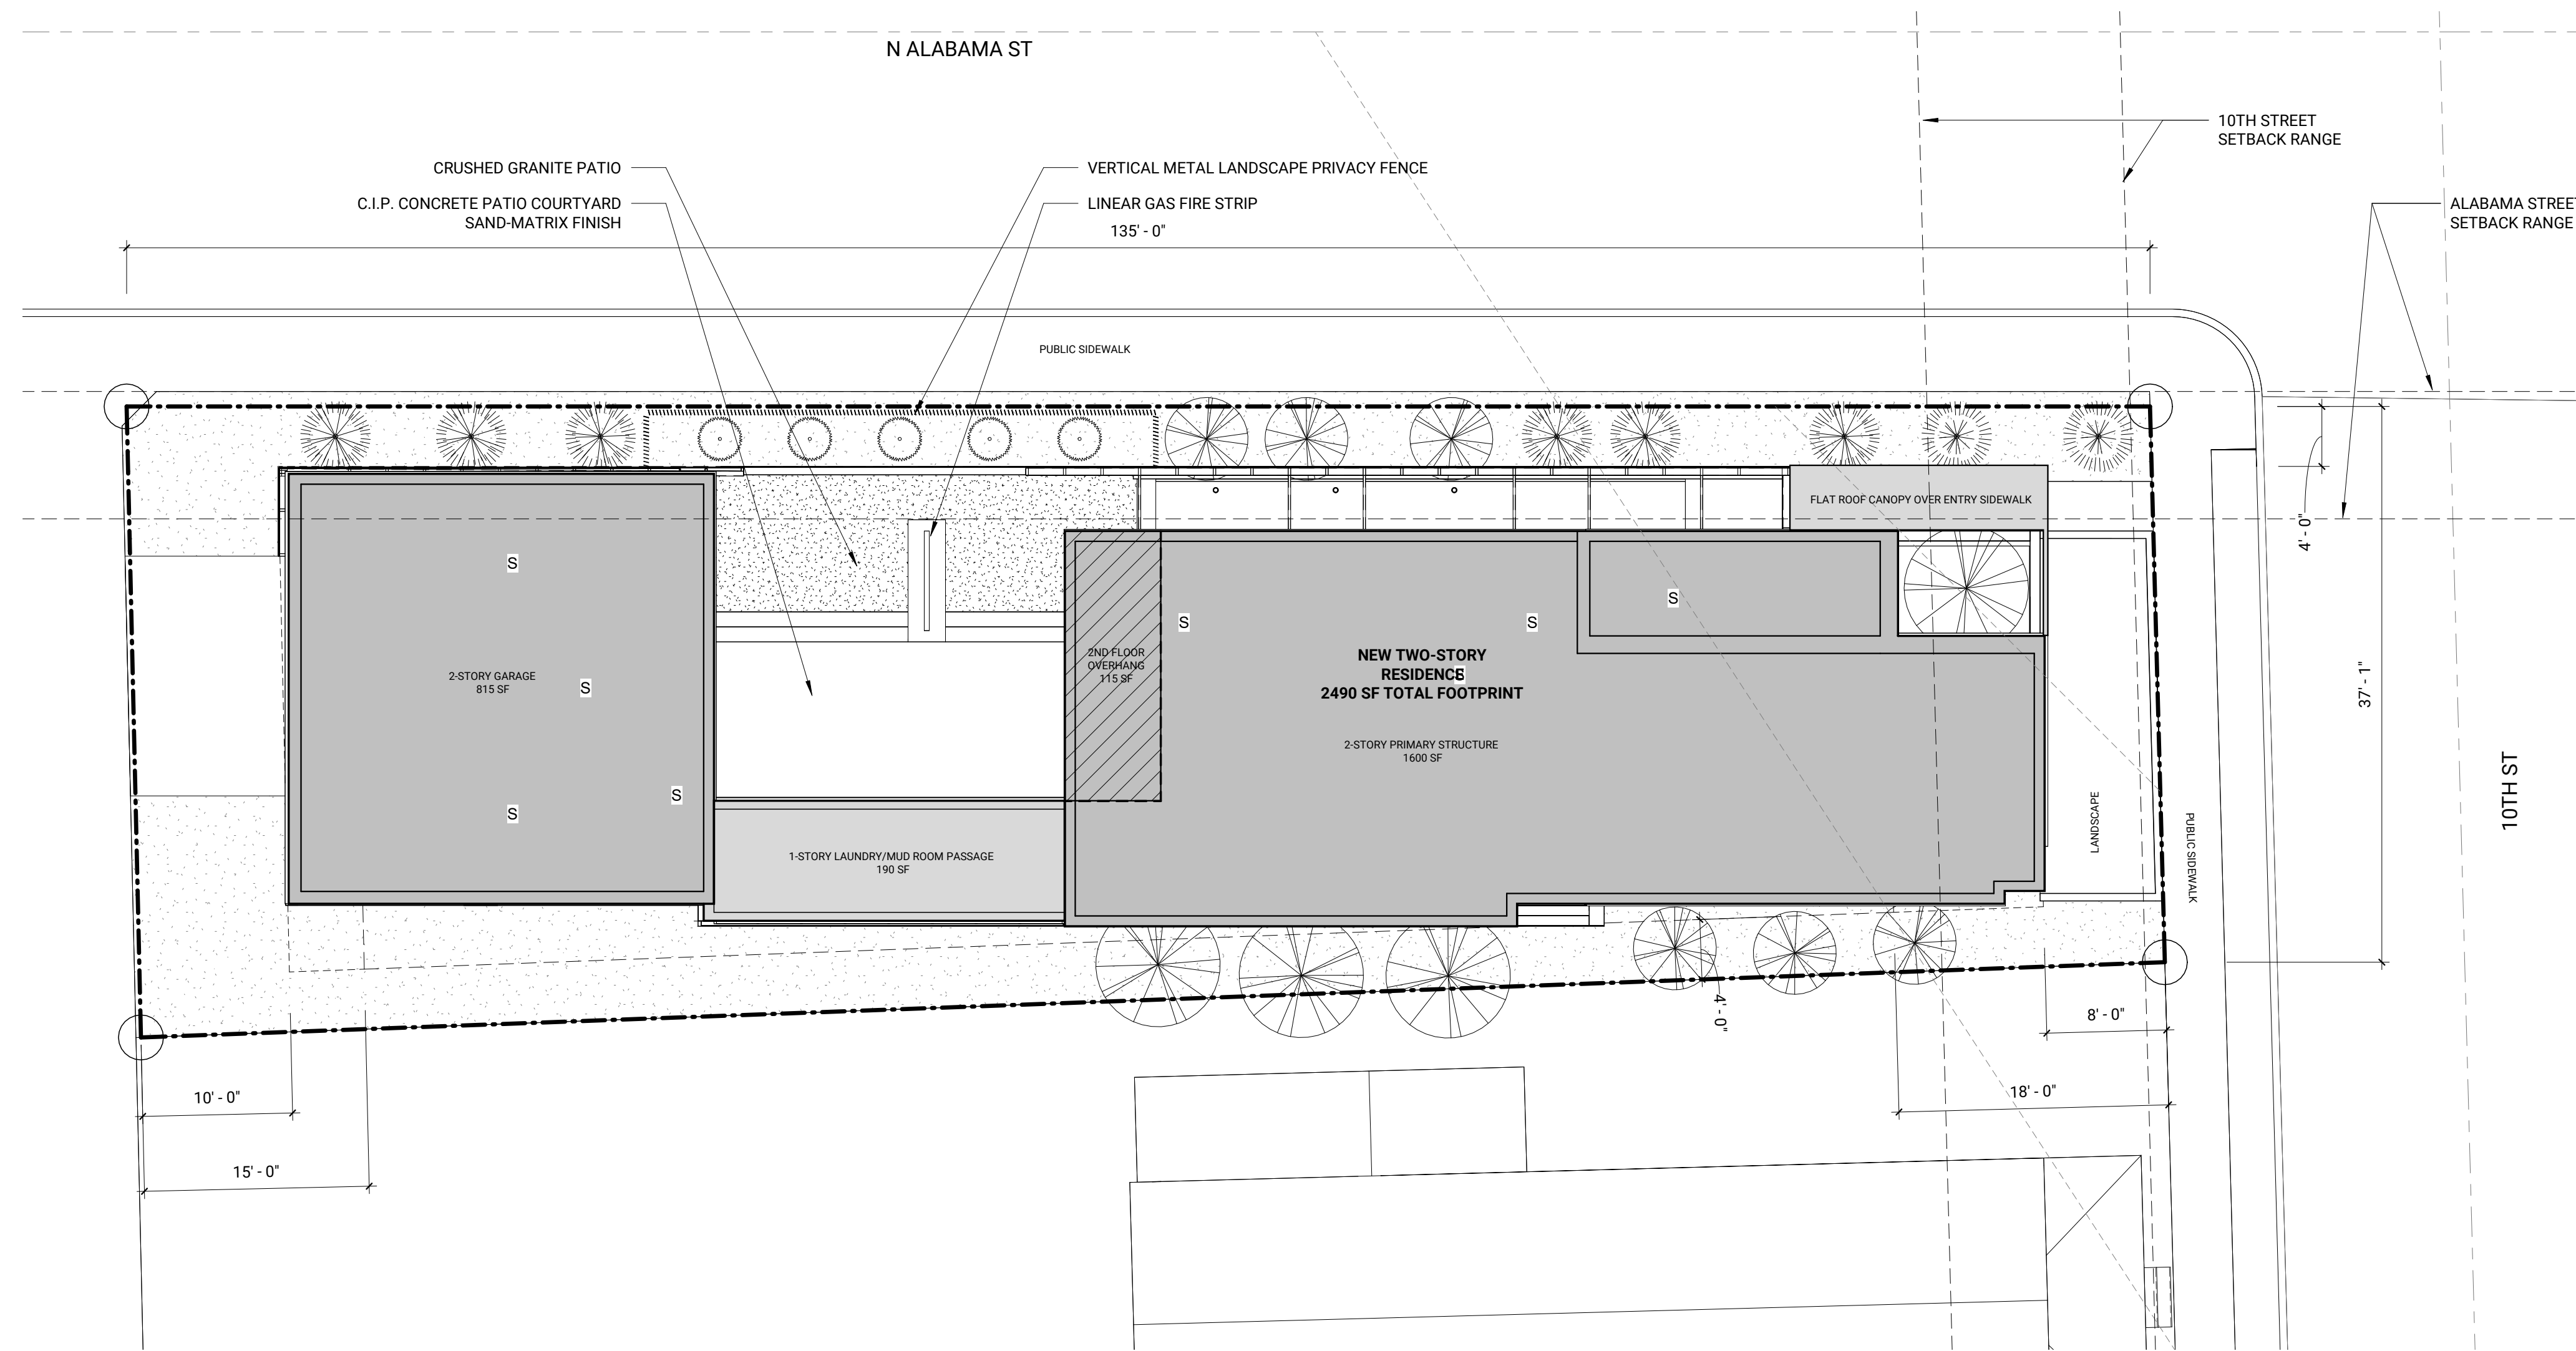 N ALABAMA ST
10TH STREET
SETBACK RANGE
CRUSHED GRANITE PATIO
VERTICAL METAL LANDSCAPE PRIVACY FENCE
C.I.P. CONCRETE PATIO COURTYARD
SAND-MATRIX FINISH
LINEAR GAS FIRE STRIP
ALABAMA STREET
SETBACK RANGE
135' - 0"
PUBLIC SIDEWALK
FLAT ROOF CANOPY OVER ENTRY SIDEWALK
4' - 0"
S
S
S
S
2ND FLOOR
OVERHANG
115 SF
NEW TWO-STORY
RESIDENCE
2490 SF TOTAL FOOTPRINT
S
2-STORY GARAGE
815 SF
S
37' - 1"
2-STORY PRIMARY STRUCTURE
1600 SF
S
S
10TH ST
LANDSCAPE
PUBLIC SIDEWALK
1-STORY LAUNDRY/MUD ROOM PASSAGE
190 SF
4' - 0"
8' - 0"
10' - 0"
18' - 0"
15' - 0"